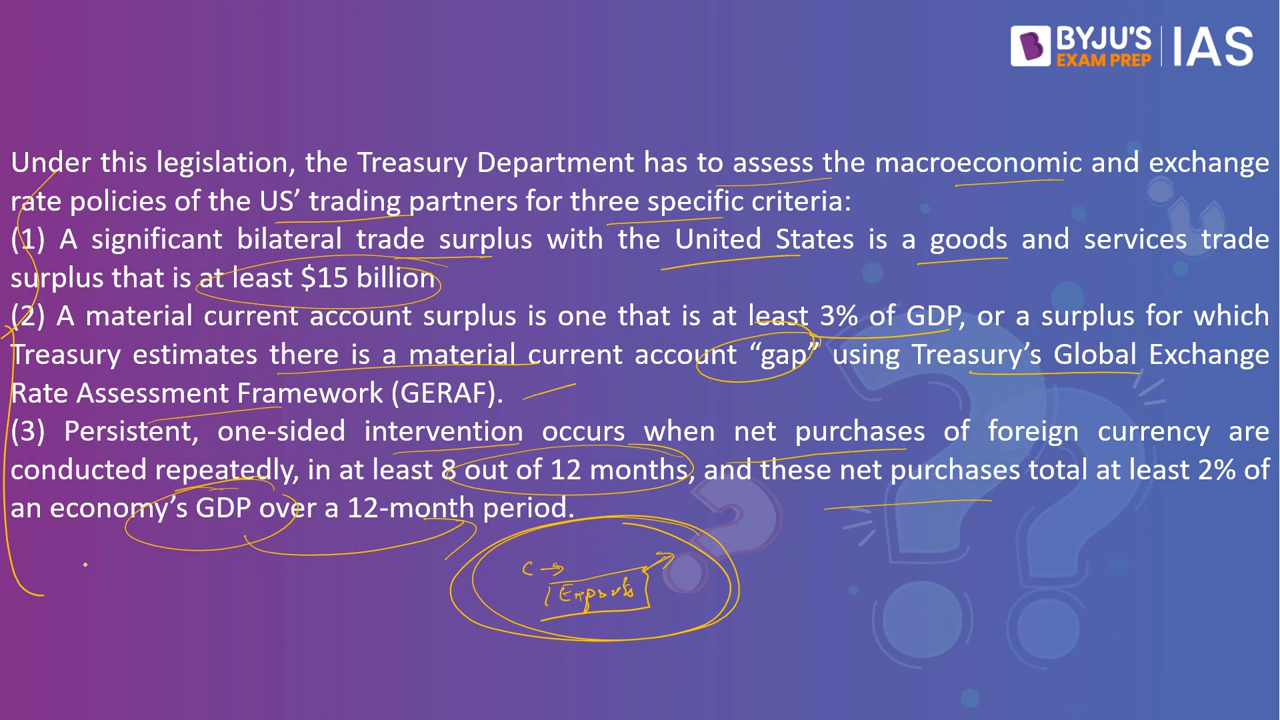 BYJU'S
EXAM PREP
IAS
Under this legislation, the Treasury Department has to assess the macroeconomic and exchange
rate policies of the US' trading partners for three specific criteria:
(1) A significant bilateral trade surplus with the United States is a goods and services trade
surplus that is at least $15 billion
(2) A material current account surplus is one that is at least 3% of GDP, or a surplus for which
Treasury estimates there is a material current account “gap” using Treasury's Global Exchange
Rate Assessment Framework (GERAF).
(3) Persistent, one-sided intervention occurs when net purchases of foreign currency are
conducted repeatedly, in at least 8 out of 12 months, and these net purchases total at least 2% of
an economy's GDP over a 12-month period.
C →
Exports